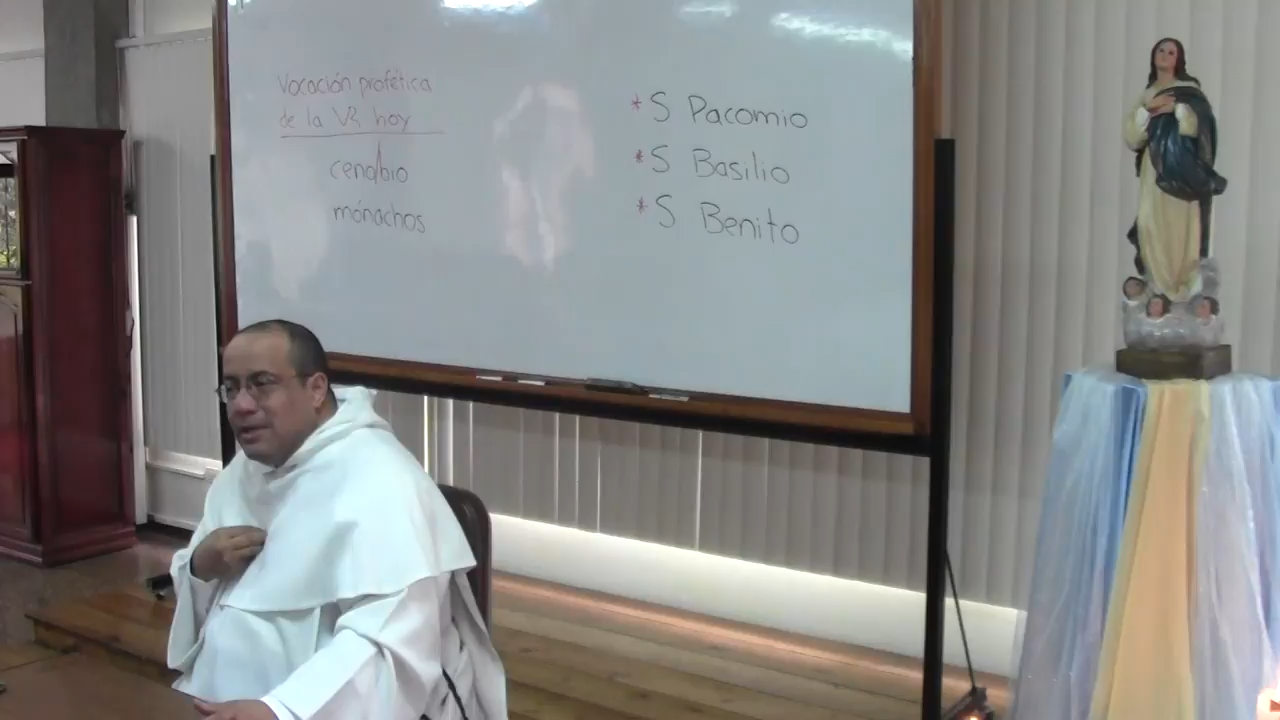 Vocación profética
de la VR hoy
cenobio
mónachos
* S Pacomio
* S Basilio
* S Benito